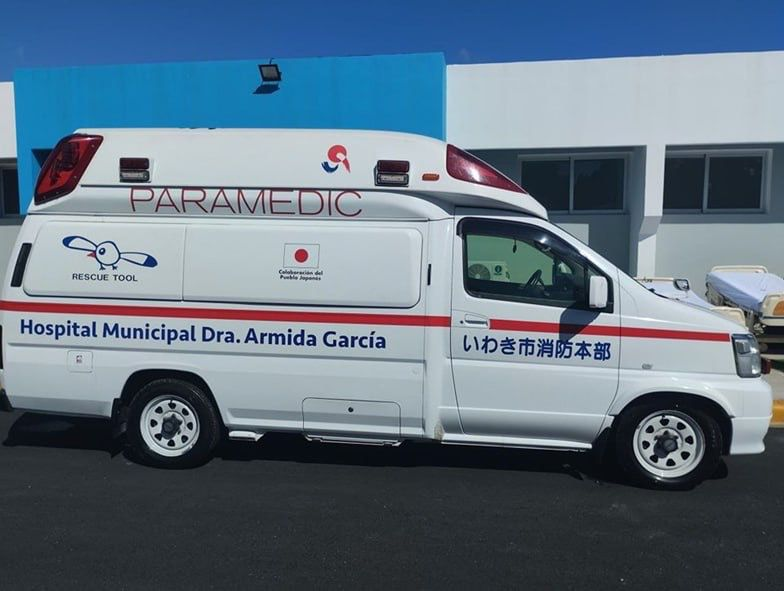 PARAMEDIC
RESCUE TOOL
Colaboración del
Pueblo Japonés
Hospital Municipal Dra. Armida García
いわき市消防本部